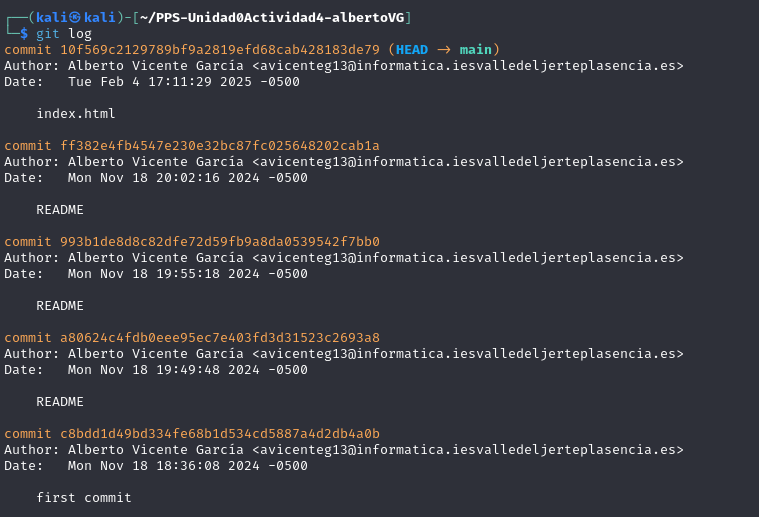 ┌──(kali㉿kali)-[~/PPS-Unidad0Actividad4-albertoVG]
└─$ git log
commit 10f569c2129789bf9a2819efd68cab428183de79 (HEAD -> main)
Author: Alberto Vicente García <avicenteg13@informatica.iesvalledeljerteplasencia.es>
Date:   Tue Feb 4 17:11:29 2025 -0500
    index.html
commit ff382e4fb4547e230e32bc87fc025648202cab1a
Author: Alberto Vicente García <avicenteg13@informatica.iesvalledeljerteplasencia.es>
Date:   Mon Nov 18 20:02:16 2024 -0500
    README
commit 993b1de8d8c82dfe72d59fb9a8da0539542f7bb0
Author: Alberto Vicente García <avicenteg13@informatica.iesvalledeljerteplasencia.es>
Date:   Mon Nov 18 19:55:18 2024 -0500
    README
commit a80624c4fdb0eee95ec7e403fd3d31523c2693a8
Author: Alberto Vicente García <avicenteg13@informatica.iesvalledeljerteplasencia.es>
Date:   Mon Nov 18 19:49:48 2024 -0500
    README
commit c8bdd1d49bd334fe68b1d534cd5887a4d2db4a0b
Author: Alberto Vicente García <avicenteg13@informatica.iesvalledeljerteplasencia.es>
Date:   Mon Nov 18 18:36:08 2024 -0500
    first commit